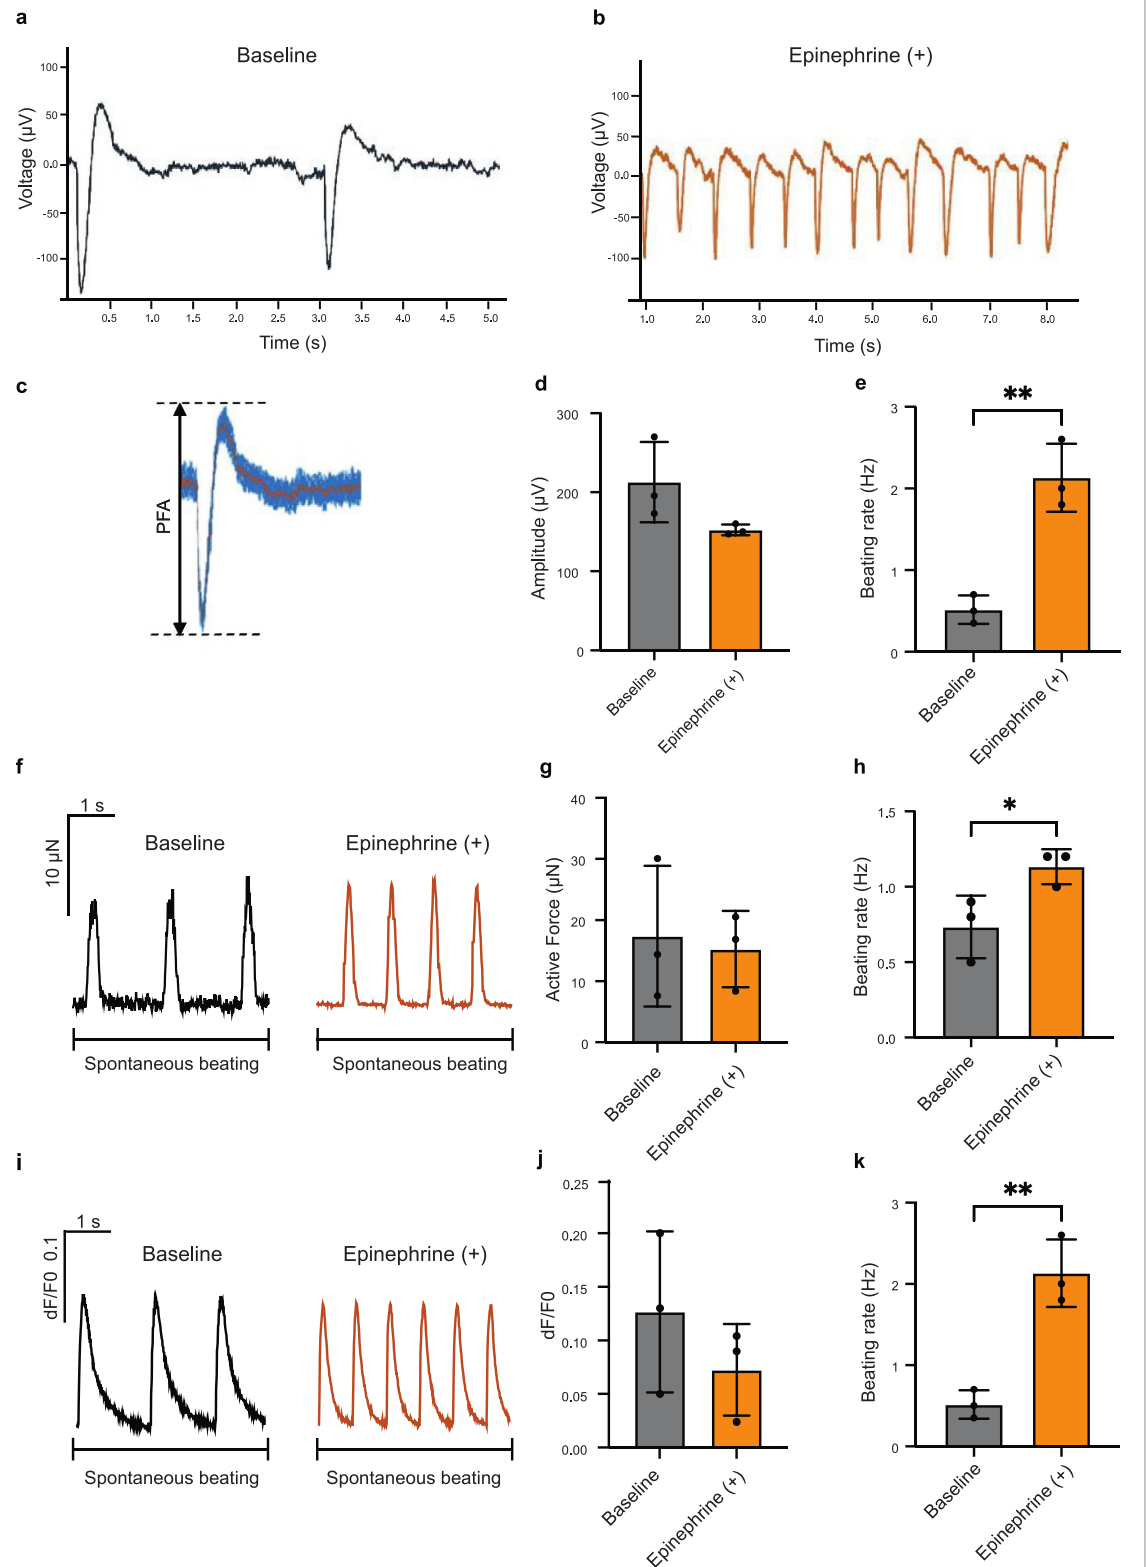 a
Baseline
Voltage (µV)
100
50
0.0
-50
-100
0.5 1.0 1.5 2.0 2.5 3.0 3.5 4.0 4.5 5.0
Time (s)
b
Epinephrine (+)
Voltage (µV)
100
50
0.0
-50
-100
1.0 2.0 3.0 4.0 5.0 6.0 7.0 8.0
Time (s)
c
PFA
d
Amplitude (µV)
300
200
100
0
Baseline
Epinephrine (+)
e
**
Beating rate (Hz)
3
2
1
0
Baseline
Epinephrine (+)
f
1 s
10 µN
Baseline
Epinephrine (+)
Spontaneous beating
Spontaneous beating
g
Active Force (µN)
40
30
20
10
0
Baseline
Epinephrine (+)
h
*
Beating rate (Hz)
1.5
1.0
0.5
0.0
Baseline
Epinephrine (+)
i
1 s
dF/F0 0.1
Baseline
Epinephrine (+)
Spontaneous beating
Spontaneous beating
j
dF/F0
0.25
0.20
0.15
0.10
0.05
0.00
Baseline
Epinephrine (+)
k
**
Beating rate (Hz)
3
2
1
0
Baseline
Epinephrine (+)